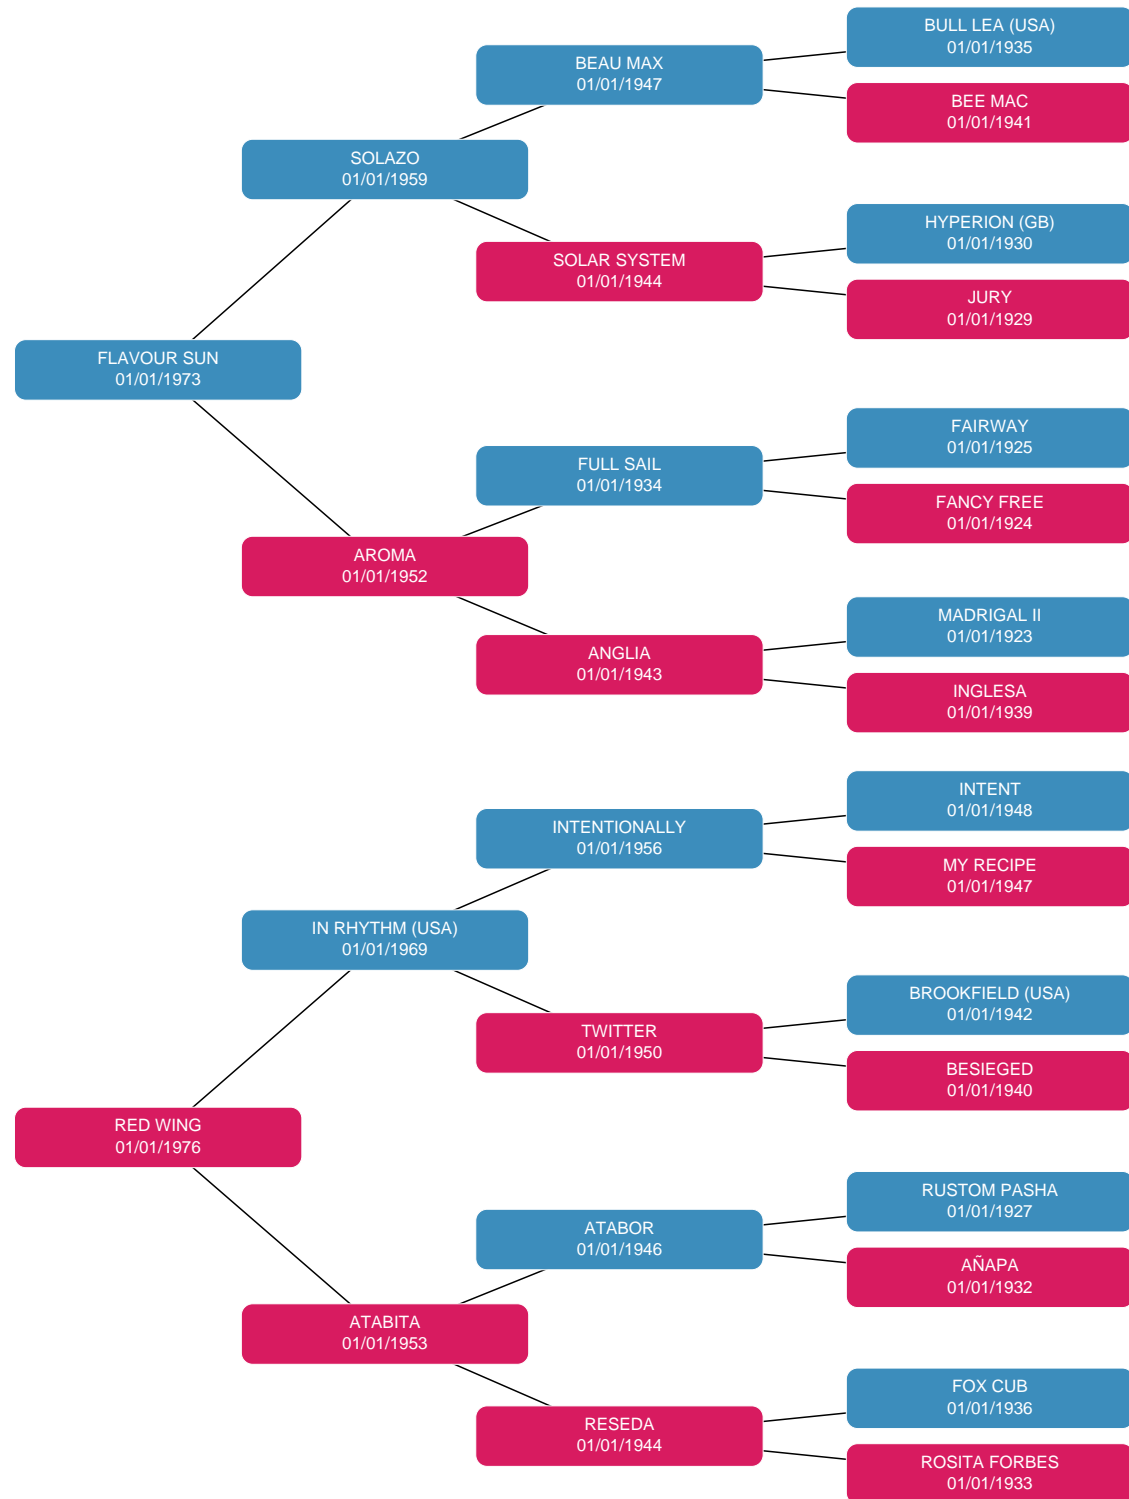 BULL LEA (USA)
01/01/1935
BEAU MAX
01/01/1947
BEE MAC
01/01/1941
SOLAZO
01/01/1959
HYPERION (GB)
01/01/1930
SOLAR SYSTEM
01/01/1944
JURY
01/01/1929
FLAVOUR SUN
01/01/1973
FAIRWAY
01/01/1925
FULL SAIL
01/01/1934
FANCY FREE
01/01/1924
AROMA
01/01/1952
MADRIGAL II
01/01/1923
ANGLIA
01/01/1943
INGLESA
01/01/1939
INTENT
01/01/1948
INTENTIONALLY
01/01/1956
MY RECIPE
01/01/1947
IN RHYTHM (USA)
01/01/1969
BROOKFIELD (USA)
01/01/1942
TWITTER
01/01/1950
BESIEGED
01/01/1940
RED WING
01/01/1976
RUSTOM PASHA
01/01/1927
ATABOR
01/01/1946
AÑAPA
01/01/1932
ATABITA
01/01/1953
FOX CUB
01/01/1936
RESEDA
01/01/1944
ROSITA FORBES
01/01/1933